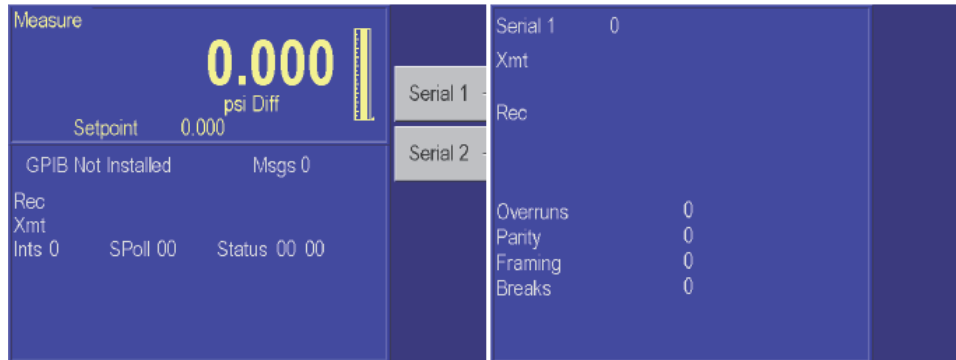 Measure
0.000
psi Diff
Setpoint 0.000
GPIB Not Installed Msgs 0
Rec
Xmt
Ints 0 SPoll 00 Status 00 00
Serial 1
Serial 2
Serial 1 0
Xmt
Rec
Overruns 0
Parity 0
Framing 0
Breaks 0